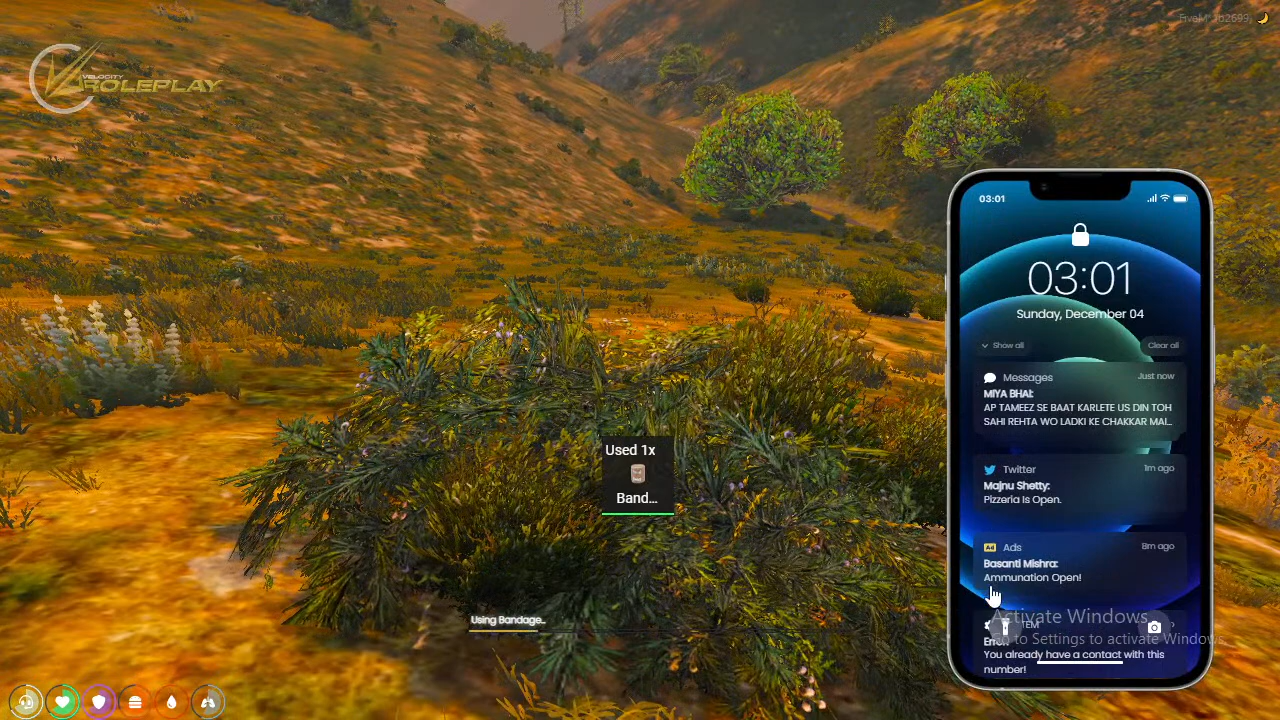 VELOCITY
ROLEPLAY
03:01
03:01
Sunday, December 04
Show all
Clear all
Messages
Just now
MIYA BHAI:
AP TAMEEZ SE BAAT KARLETE US DIN TOH
SAHI REHTA WO LADKI KE CHAKKAR MAI...
Twitter
1m ago
Majnu Shetty:
Pizzeria Is Open.
Ad
Ads
8m ago
Basanti Mishra:
Ammunation Open!
You already have a contact with this
number!
Activate Windows
to Settings to activate Windows.
Used 1x
Band...
Using Bandage..